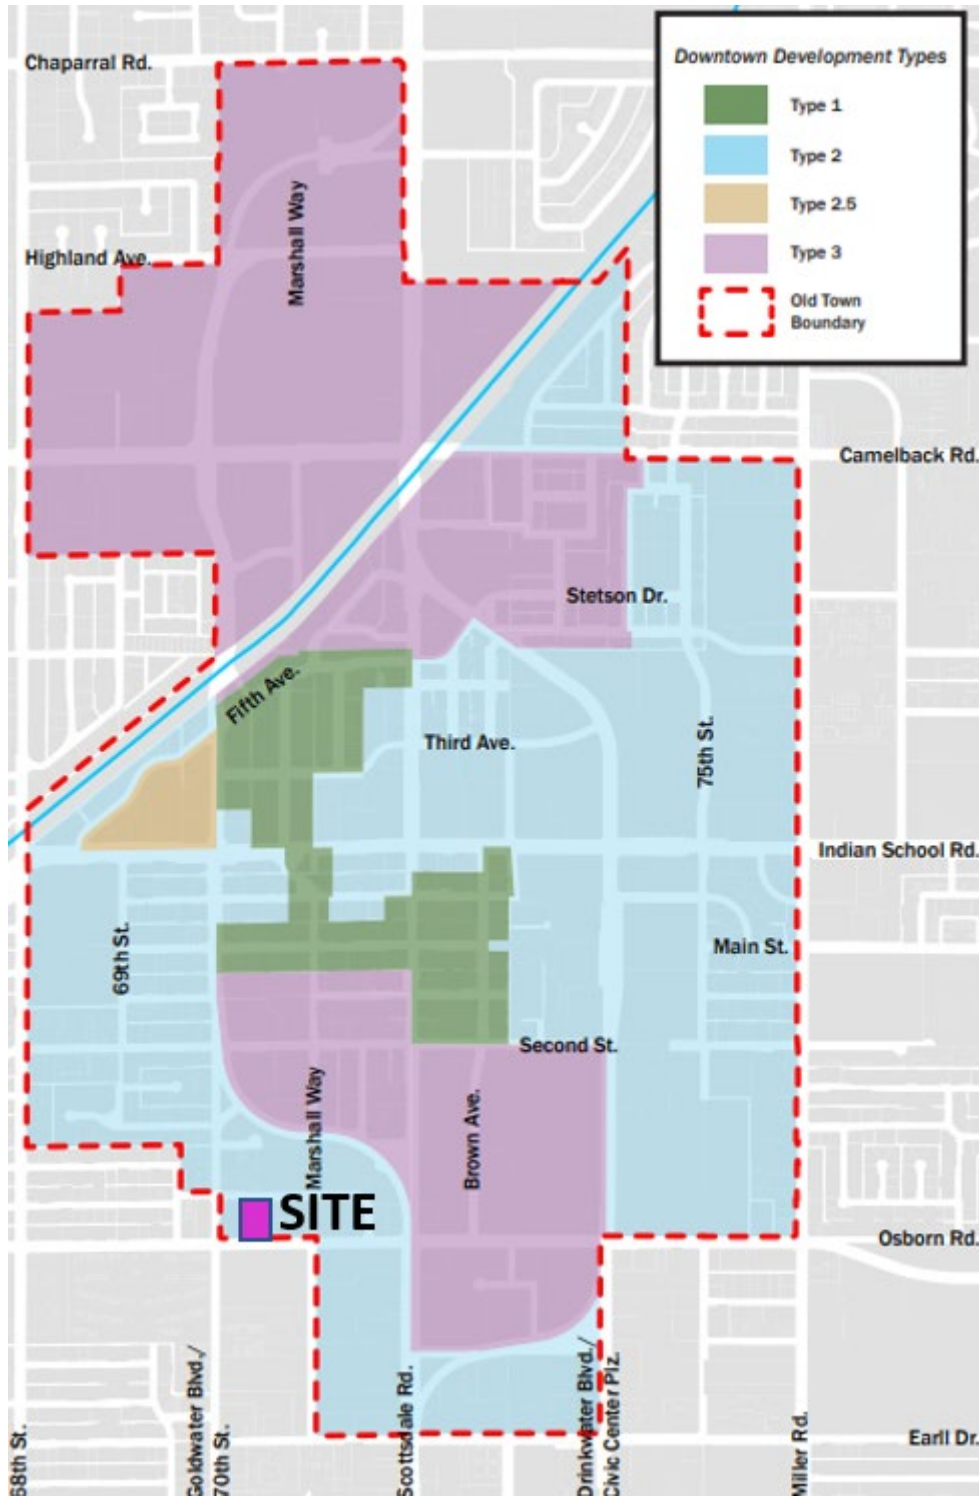 Downtown Development Types
Type 1
Type 2
Type 2.5
Type 3
Old Town
Boundary
Chaparral Rd.
Marshall Way
Highland Ave.
Camelback Rd.
Stetson Dr.
Fifth Ave.
Third Ave.
75th St.
Indian School Rd.
69th St.
Main St.
Second St.
Marshall Way
Brown Ave.
SITE
Osborn Rd.
68th St.
Goldwater Blvd./
70th St.
Scottsdale Rd.
Drinkwater Blvd./
Civic Center Plz.
Miller Rd.
Earll Dr.